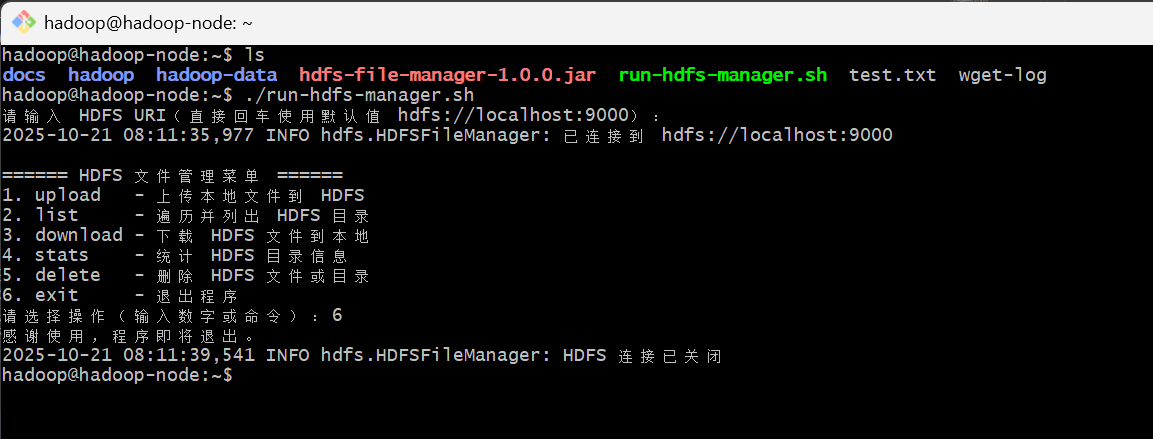 hadoop@hadoop-node: ~
hadoop@hadoop-node:~$ ls
docs  hadoop  hadoop-data  hdfs-file-manager-1.0.0.jar  run-hdfs-manager.sh  test.txt  wget-log
hadoop@hadoop-node:~$ ./run-hdfs-manager.sh
请输入 HDFS URI（直接回车使用默认值 hdfs://localhost:9000）：
2025-10-21 08:11:35,977 INFO hdfs.HDFSFileManager: 已连接到 hdfs://localhost:9000
====== HDFS 文件管理菜单 ======
1. upload   - 上传本地文件到 HDFS
2. list     - 遍历并列出 HDFS 目录
3. download - 下载 HDFS 文件到本地
4. stats    - 统计 HDFS 目录信息
5. delete   - 删除 HDFS 文件或目录
6. exit     - 退出程序
请选择操作（输入数字或命令）：6
感谢使用，程序即将退出。
2025-10-21 08:11:39,541 INFO hdfs.HDFSFileManager: HDFS 连接已关闭
hadoop@hadoop-node:~$